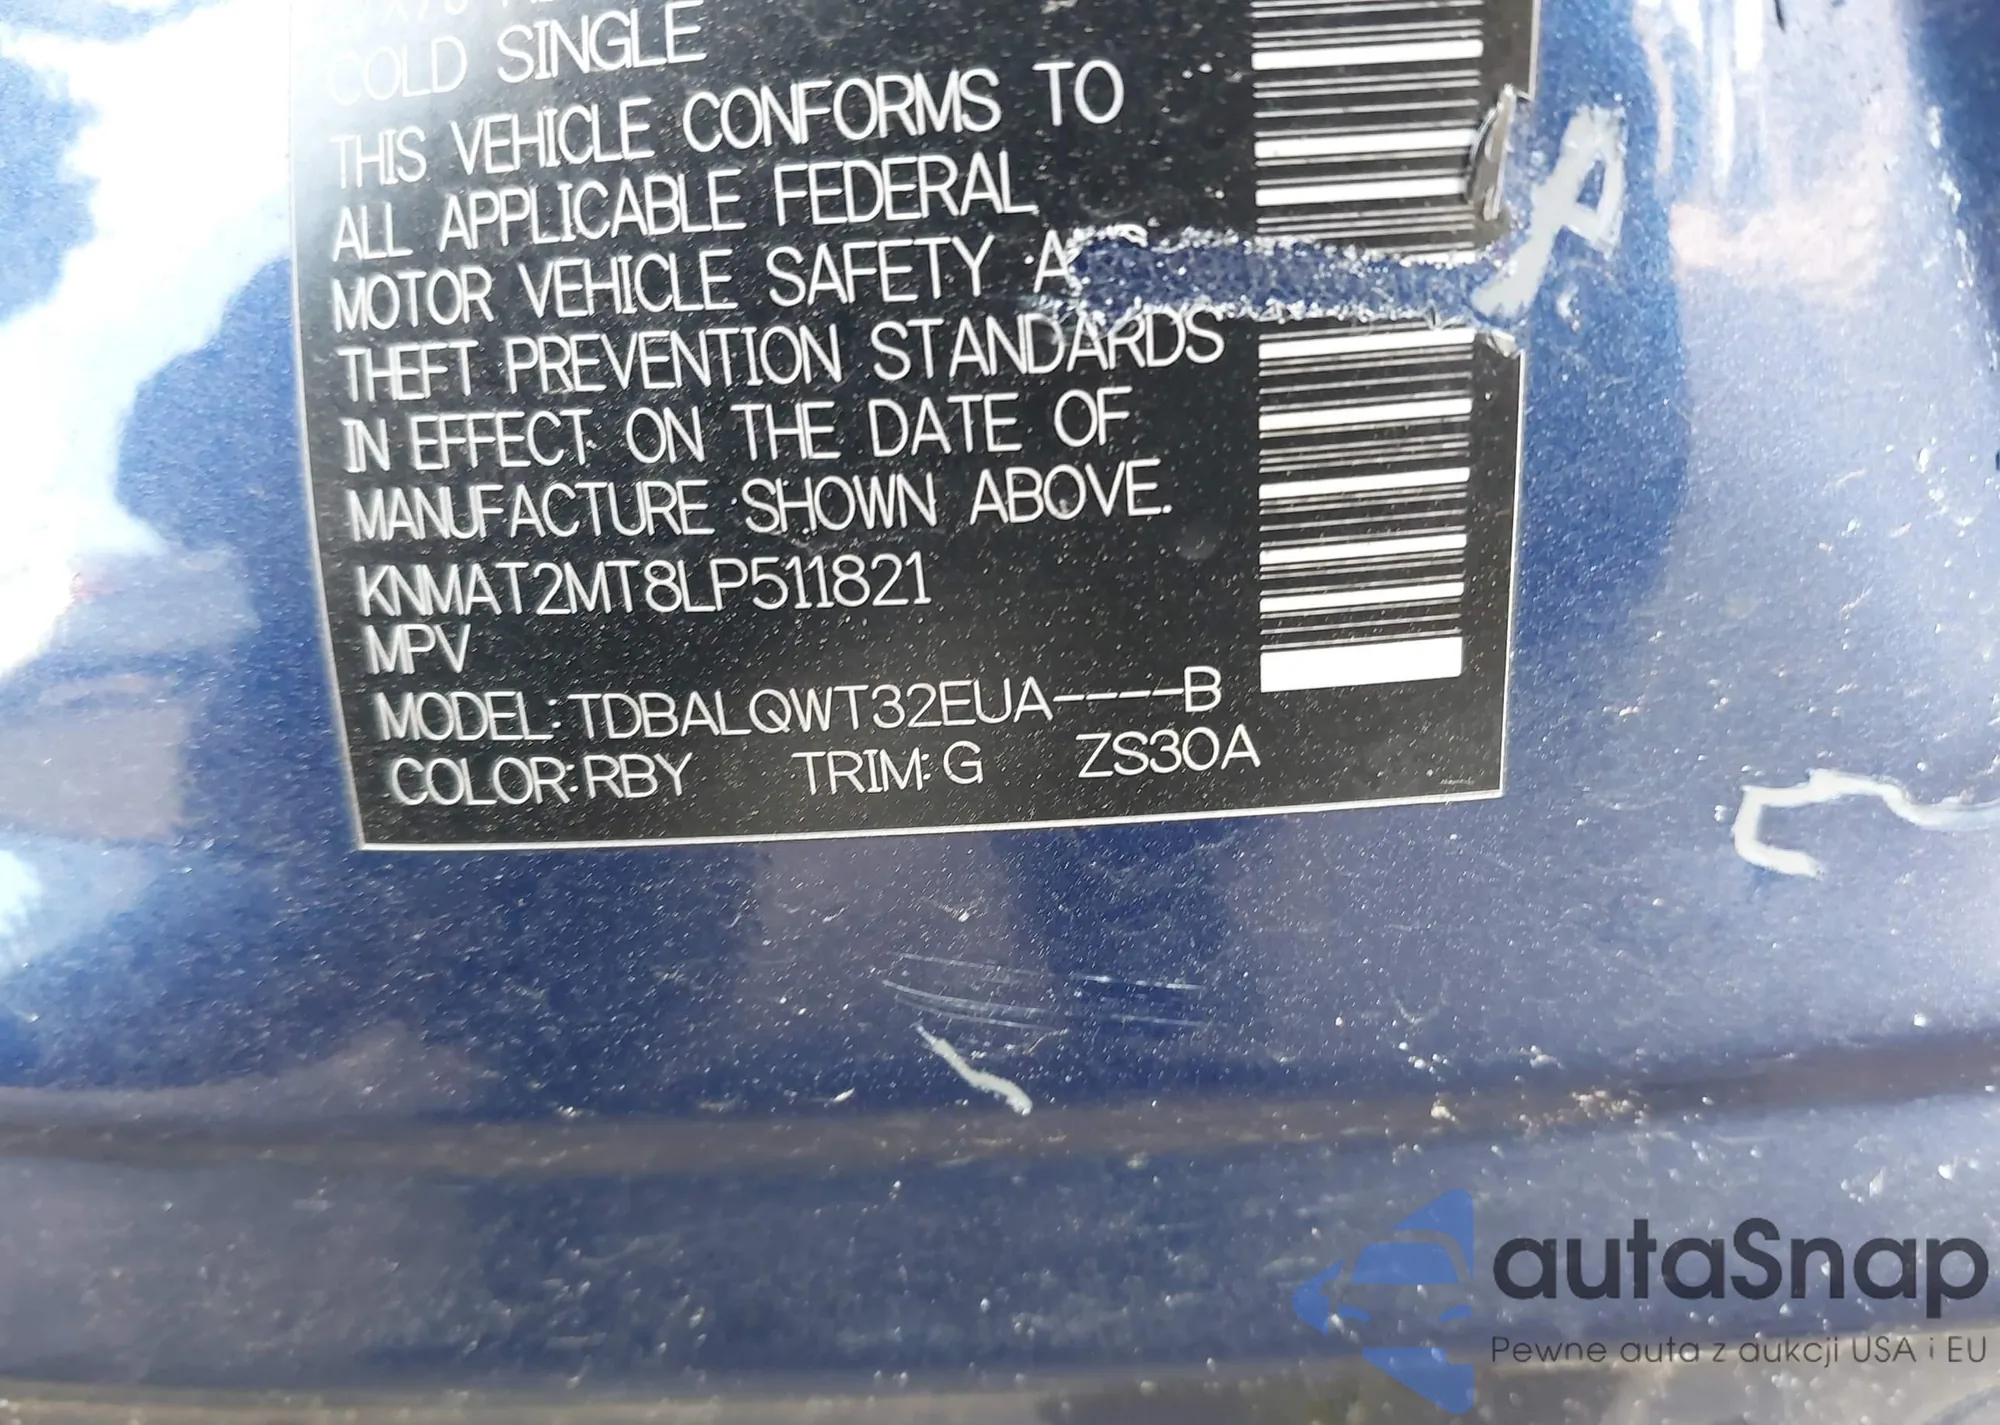 COLD SINGLE
THIS VEHICLE CONFORMS TO
ALL APPLICABLE FEDERAL
MOTOR VEHICLE SAFETY
THEFT PREVENTION STANDARDS
IN EFFECT ON THE DATE OF
MANUFACTURE SHOWN ABOVE.
KNMAT2MT8LP511821
MPV
MODEL:TDBALQWT32EUA----B
COLOR:RBY TRIM:G ZS30A
autaSnap
Pewne auta z aukcji USA i EU